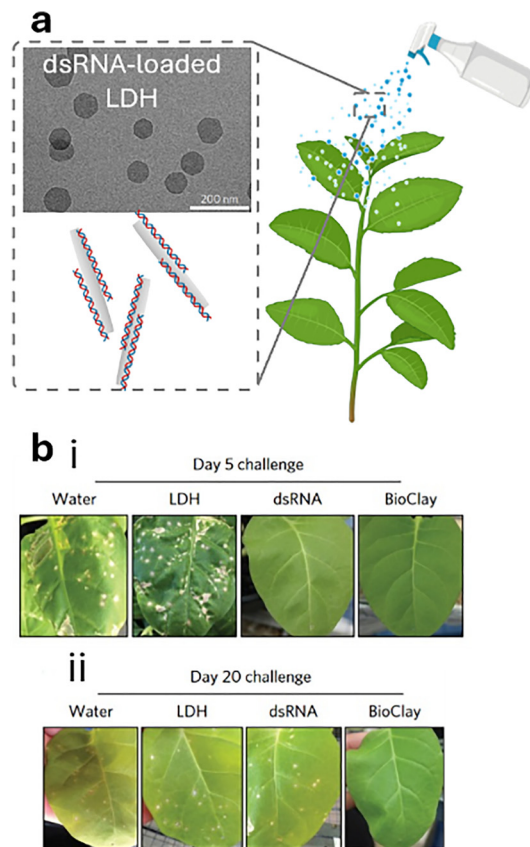 a
dsRNA-loaded
LDH
200 nm
b i
Day 5 challenge
Water LDH dsRNA BioClay
ii
Day 20 challenge
Water LDH dsRNA BioClay